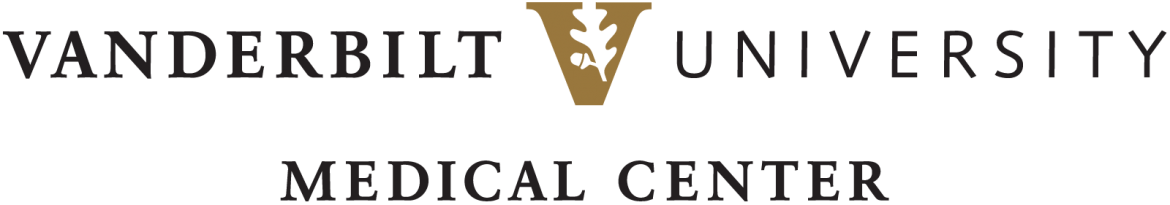 VANDERBILT V UNIVERSITY
MEDICAL CENTER